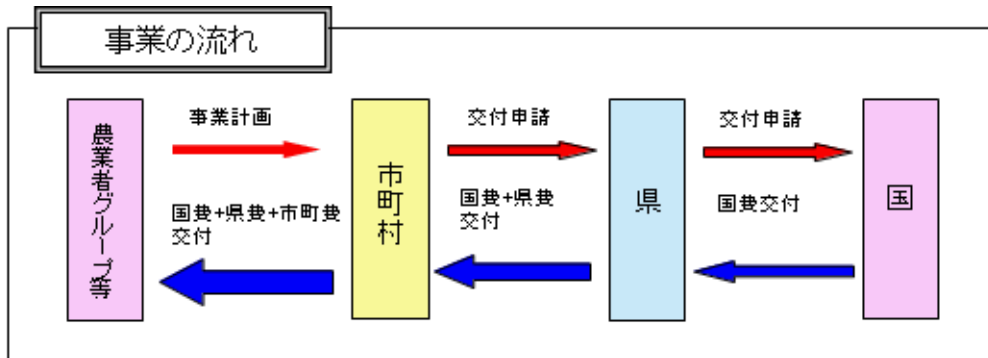 事業の流れ
農業者グループ等
事業計画
国費+県費+市町費
交付
市町村
交付申請
国費+県費
交付
県
交付申請
国費交付
国